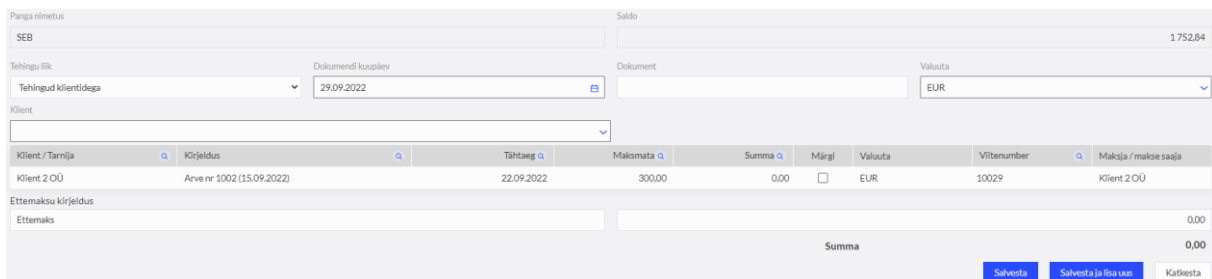 Panga nimetus Saldo
SEB 1 752,84
Tehingu liik Dokumendi kuupäev Dokument Valuuta
Tehingud klientidega 29.09.2022 EUR
Klient
Klient / Tarnija Kirjeldus Tähtaeg Maksmata Summa Märgi Valuuta Viitenumber Maksja / makse saaja
Klient 2 OÜ Arve nr 1002 (15.09.2022) 22.09.2022 300,00 0,00 EUR 10029 Klient 2 OÜ
Ettemaksu kirjeldus
Ettemaks 0,00
Summa 0,00
Salvesta Salvesta ja lisa uus Katkesta